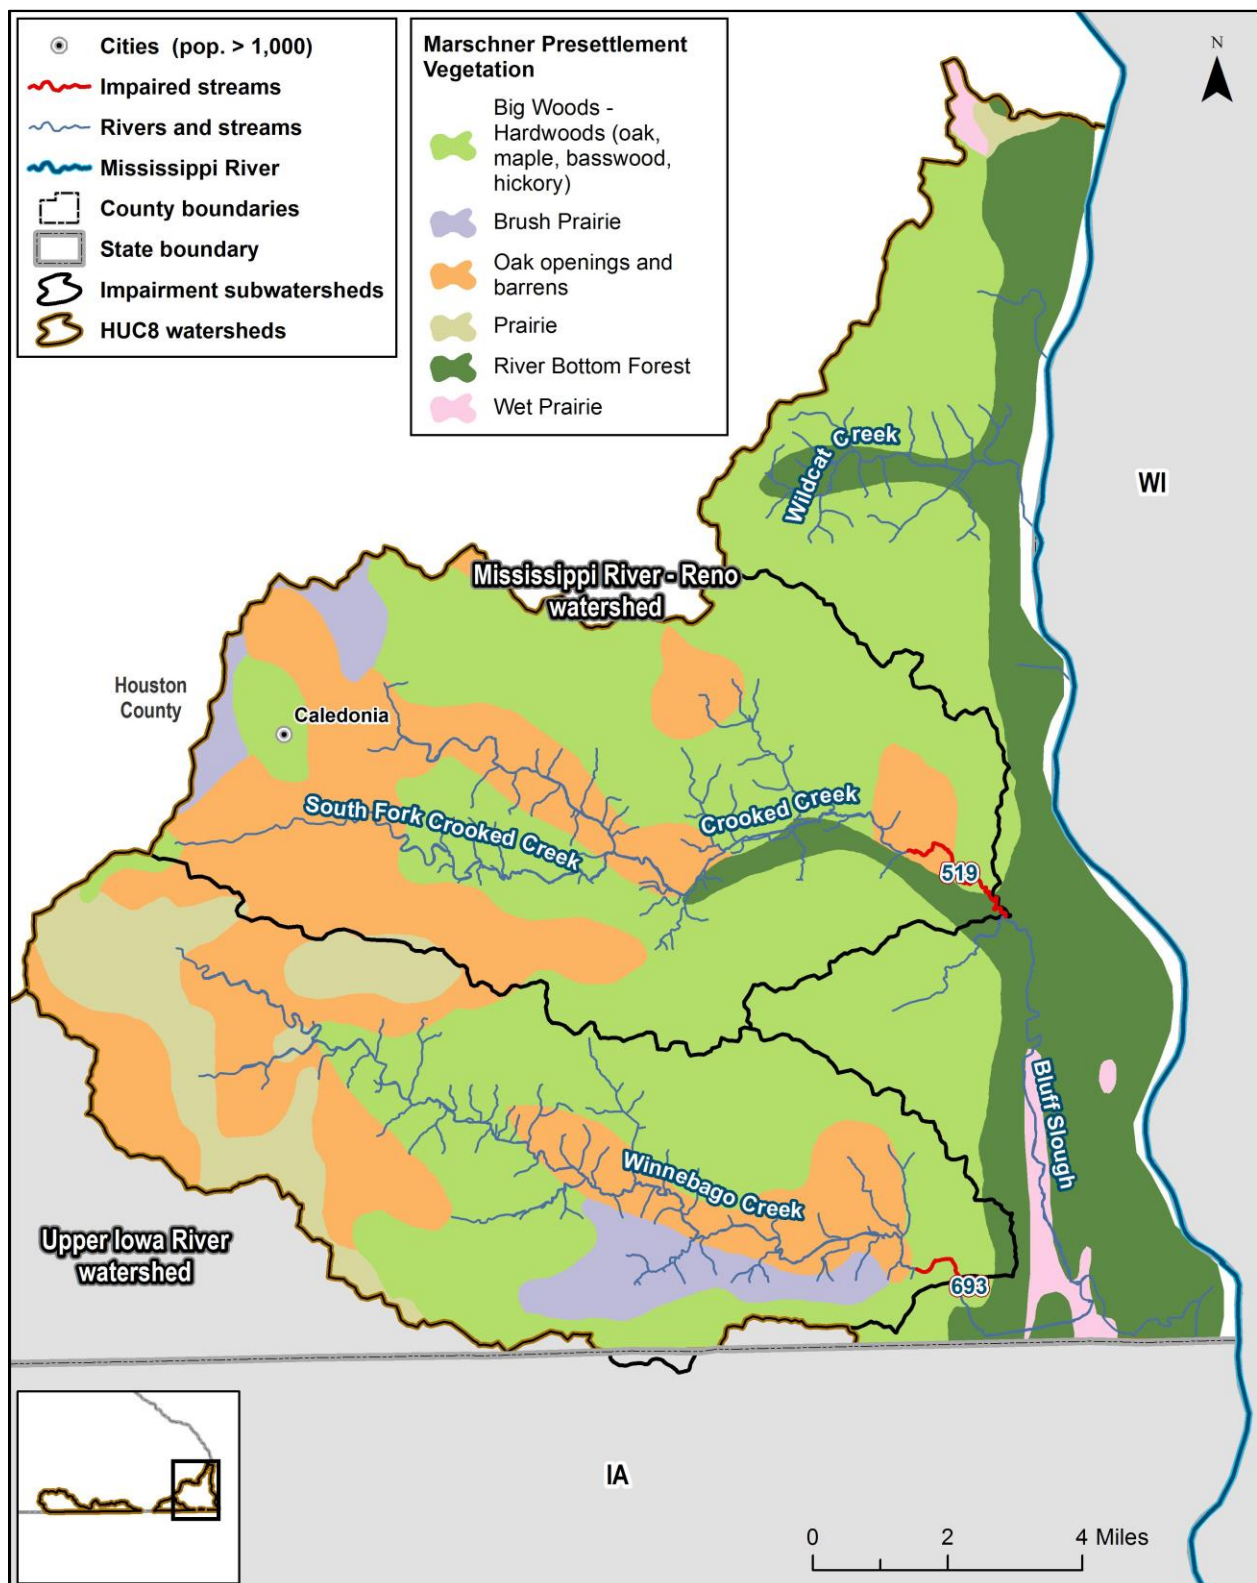 Cities (pop. > 1,000)
Impaired streams
Rivers and streams
Mississippi River
County boundaries
State boundary
Impairment subwatersheds
HUC8 watersheds
Marschner Presettlement
Vegetation
Big Woods -
Hardwoods (oak,
maple, basswood,
hickory)
Brush Prairie
Oak openings and
barrens
Prairie
River Bottom Forest
Wet Prairie
N
Wildcat Creek
WI
Mississippi River - Reno
watershed
Houston
County
Caledonia
South Fork Crooked Creek
Crooked Creek
519
Bluff Slough
Winnebago Creek
Upper Iowa River
watershed
693
IA
0 2 4 Miles